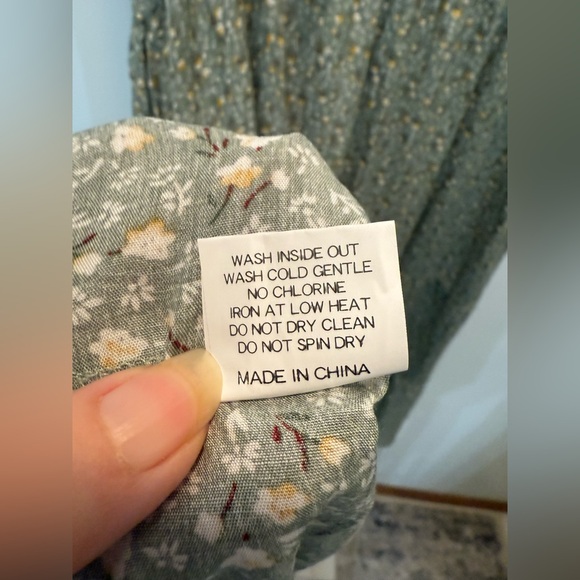 WASH INSIDE OUT
WASH COLD GENTLE
NO CHLORINE
IRON AT LOW HEAT
DO NOT DRY CLEAN
DO NOT SPIN DRY
MADE IN CHINA